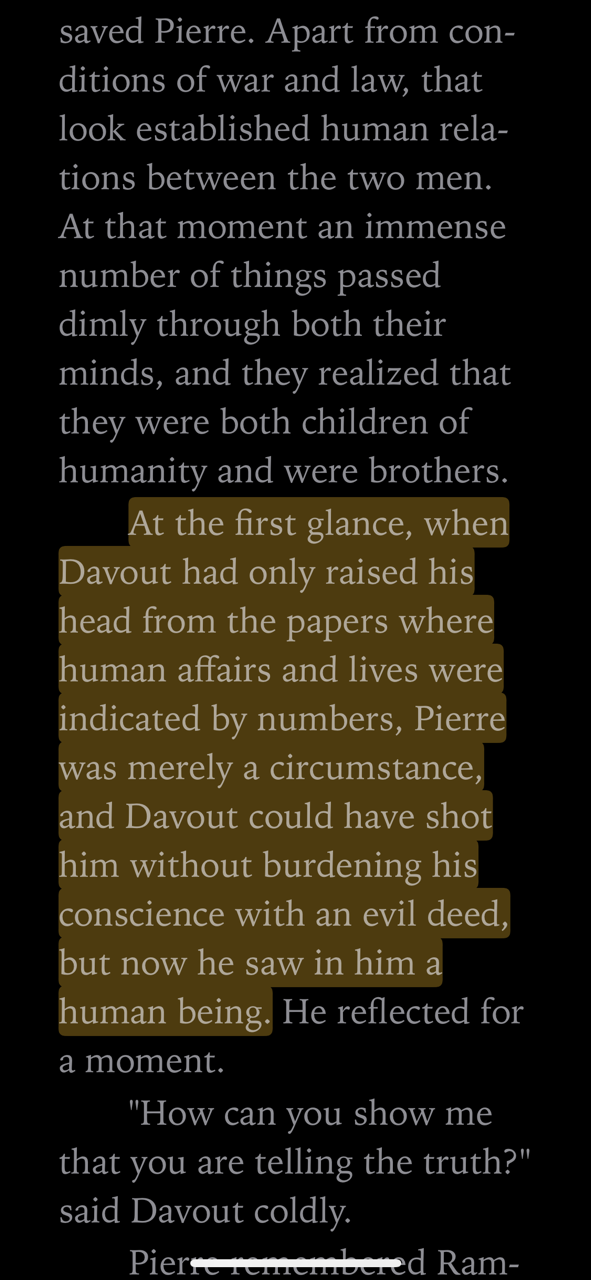 saved Pierre. Apart from con-
ditions of war and law, that
look established human rela-
tions between the two men.
At that moment an immense
number of things passed
dimly through both their
minds, and they realized that
they were both children of
humanity and were brothers.
At the first glance, when
Davout had only raised his
head from the papers where
human affairs and lives were
indicated by numbers, Pierre
was merely a circumstance,
and Davout could have shot
him without burdening his
conscience with an evil deed,
but now he saw in him a
human being. He reflected for
a moment.
"How can you show me
that you are telling the truth?"
said Davout coldly.
Pierre remembered Ram-